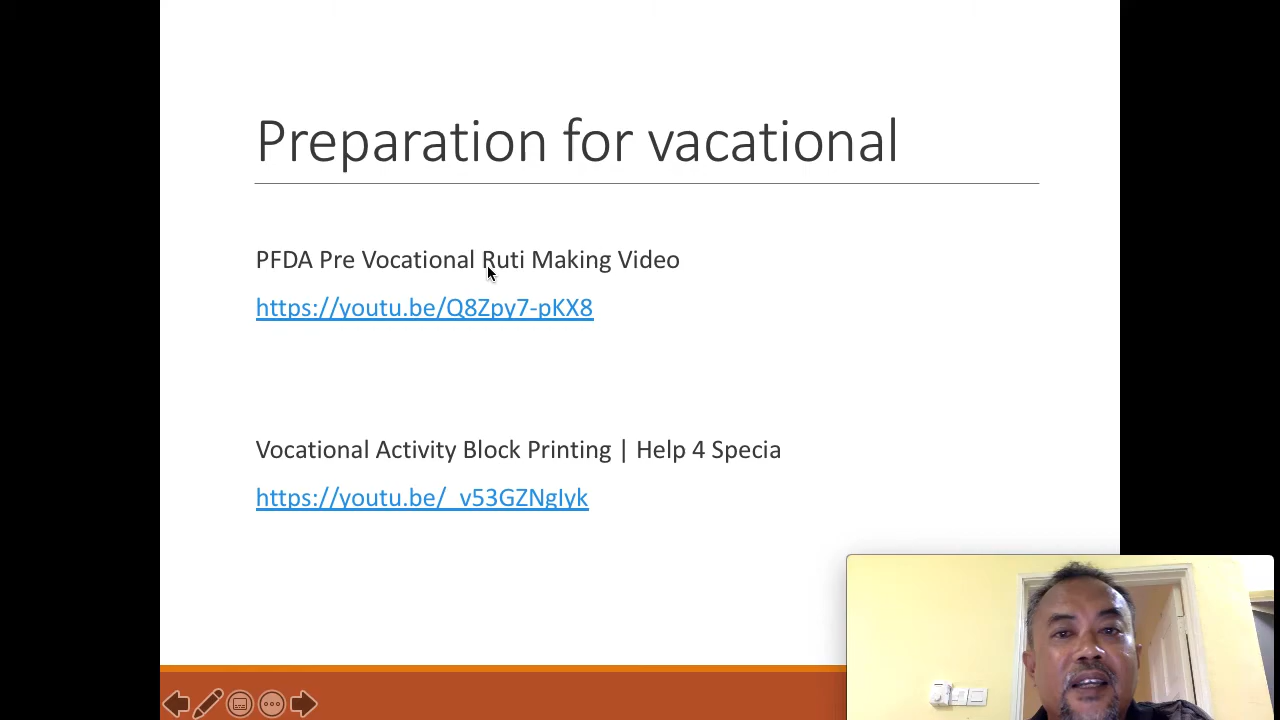 Preparation for vacational
PFDA Pre Vocational Ruti Making Video
https://youtu.be/Q8Zpy7-pKX8
Vocational Activity Block Printing | Help 4 Specia
https://youtu.be/_v53GZNgIyk